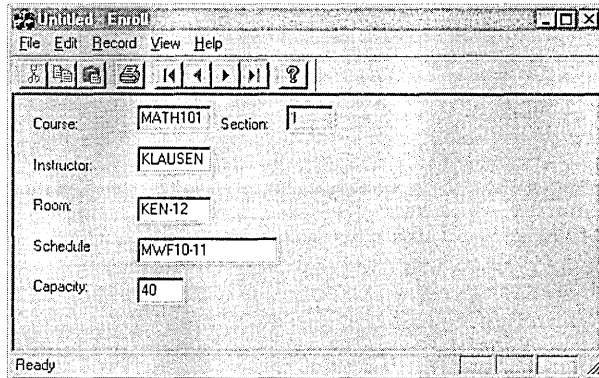 Untitled - Enroll
File Edit Record View Help
Course: MATH101 Section: 1
Instructor: KLAUSEN
Room: KEN-12
Schedule MWF10-11
Capacity: 40
Ready